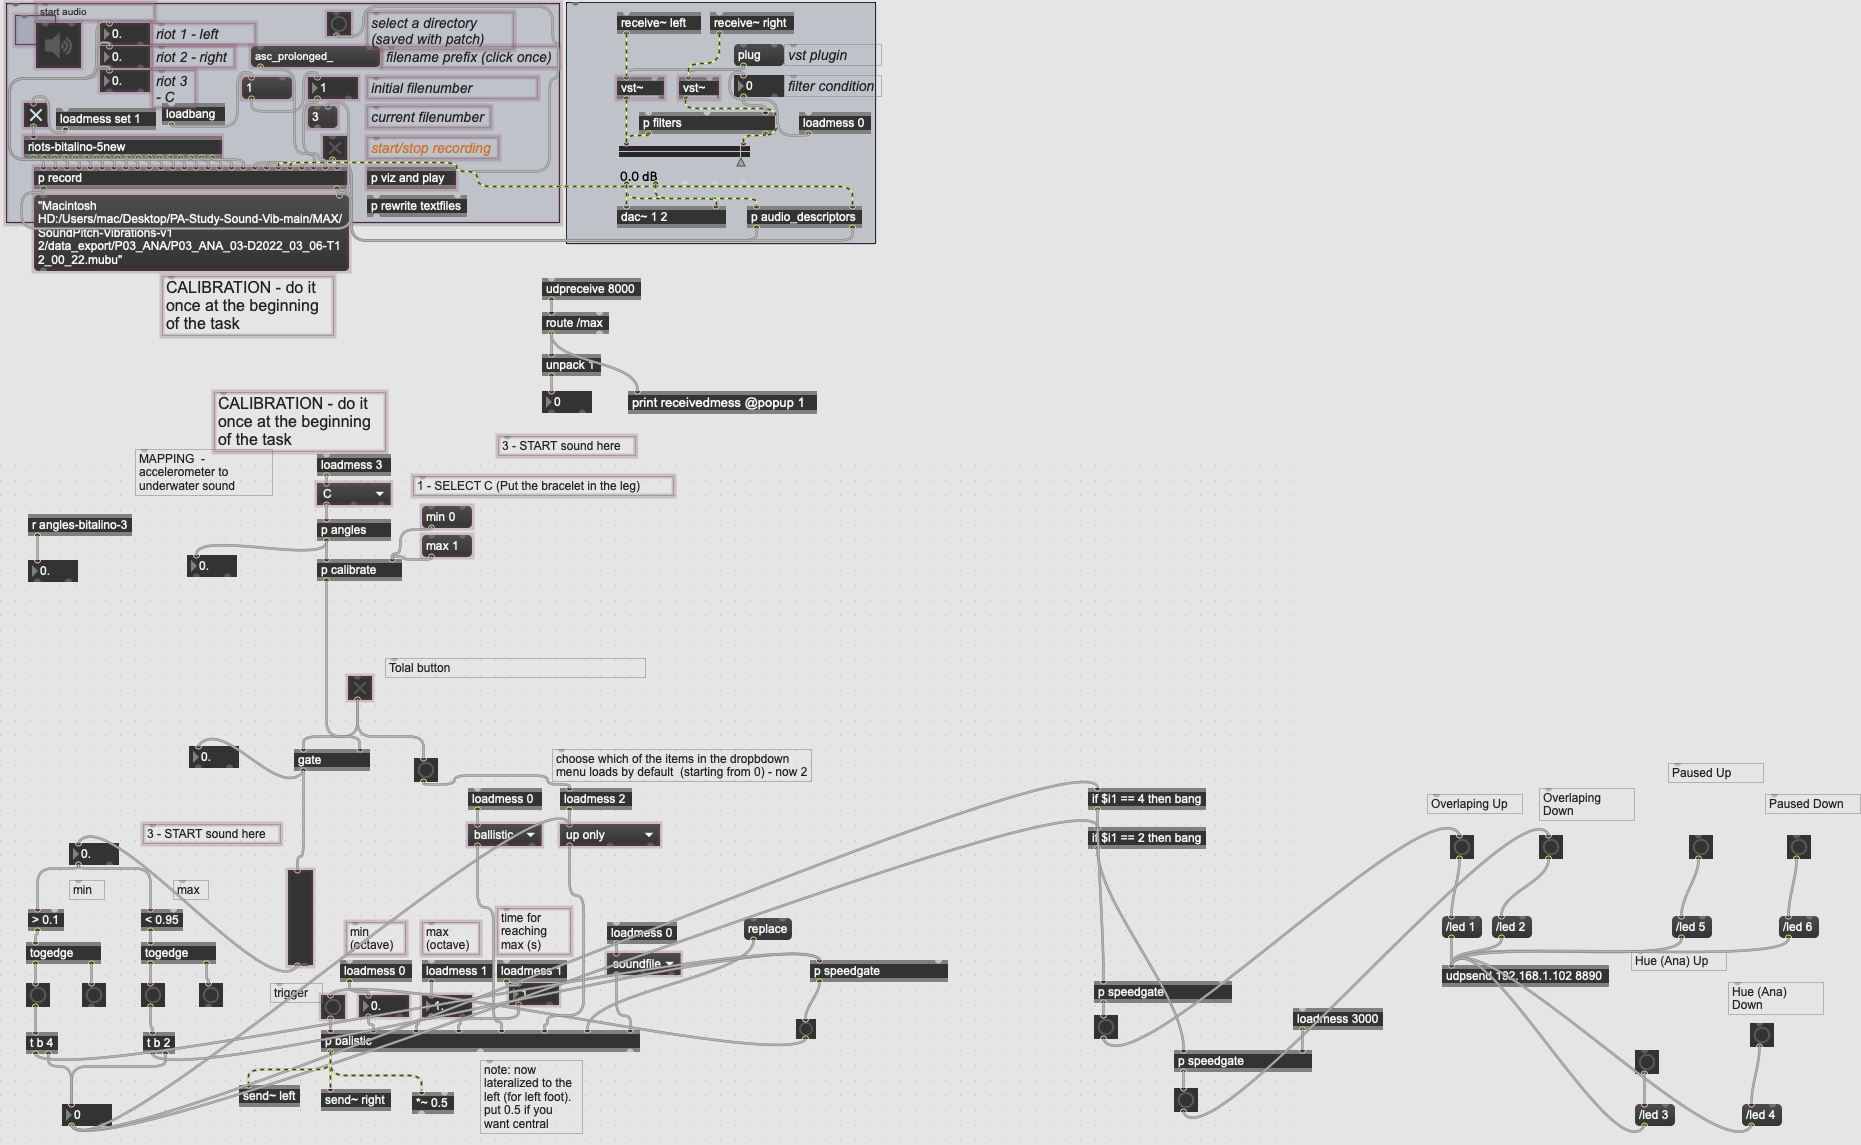 start audio
0.
riot 1 - left
0.
riot 2 - right
0.
riot 3
- C
select a directory
(saved with patch)
asc_prolonged_
filename prefix (click once)
1
1
initial filenumber
3
current filenumber
loadmess set 1
loadbang
start/stop recording
riots-bitalino-5new
p record
p viz and play
p rewrite textfiles
"Macintosh
HD:/Users/mac/Desktop/PA-Study-Sound-Vib-main/MAX/
SoundPitch-Vibrations-v1
2/data_export/P03_ANA/P03_ANA_03-D2022_03_06-T1
2_00_22.mubu"
receive~ left
receive~ right
plug
vst plugin
vst~
vst~
0
filter condition
p filters
loadmess 0
0.0 dB
dac~ 1 2
p audio_descriptors
CALIBRATION - do it
once at the beginning
of the task
udpreceive 8000
route /max
unpack 1
0
print receivedmess @popup 1
CALIBRATION - do it
once at the beginning
of the task
3 - START sound here
MAPPING -
accelerometer to
underwater sound
loadmess 3
C
1 - SELECT C (Put the bracelet in the leg)
min 0
r angles-bitalino-3
p angles
max 1
0.
0.
p calibrate
Tolal button
0.
gate
choose which of the items in the dropbdown
menu loads by default (starting from 0) - now 2
loadmess 0
loadmess 2
ballistic
up only
3 - START sound here
0.
min
max
> 0.1
< 0.95
togedge
togedge
min
(octave)
max
(octave)
time for
reaching
max (s)
loadmess 0
replace
loadmess 0
loadmess 1
loadmess 1
soundfile
p speedgate
trigger
0.
1.
1.
t b 4
t b 2
p balistic
0
send~ left
send~ right
*~ 0.5
note: now
lateralized to the
left (for left foot).
put 0.5 if you
want central
if $i1 == 4 then bang
if $i1 == 2 then bang
p speedgate
loadmess 3000
p speedgate
Paused Up
Overlaping Up
Overlaping
Down
Paused Down
/led 1
/led 2
/led 5
/led 6
Hue (Ana) Up
udpsend 192.168.1.102 8890
Hue (Ana)
Down
/led 3
/led 4